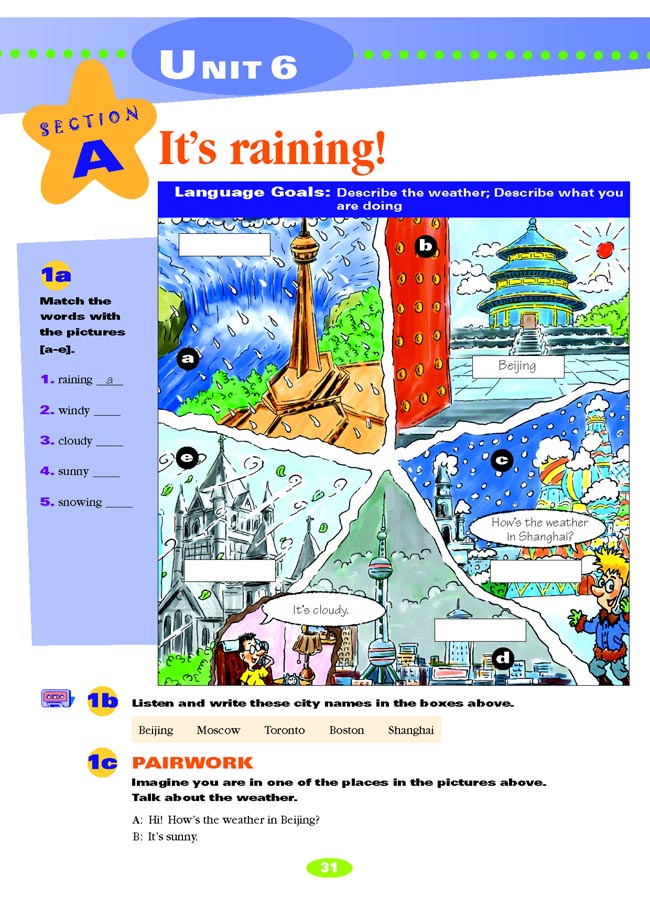 UNIT 6
SECTION
A
It's raining!
Language Goals: Describe the weather; Describe what you
are doing
1a
Match the
words with
the pictures
[a-e].
1. raining a
2. windy ____
3. cloudy ____
4. sunny ____
5. snowing ____
a
b
Beijing
e
c
How's the weather
in Shanghai?
It's cloudy.
d
1b Listen and write these city names in the boxes above.
Beijing Moscow Toronto Boston Shanghai
1c PAIRWORK
Imagine you are in one of the places in the pictures above.
Talk about the weather.
A: Hi! How's the weather in Beijing?
B: It's sunny.
31